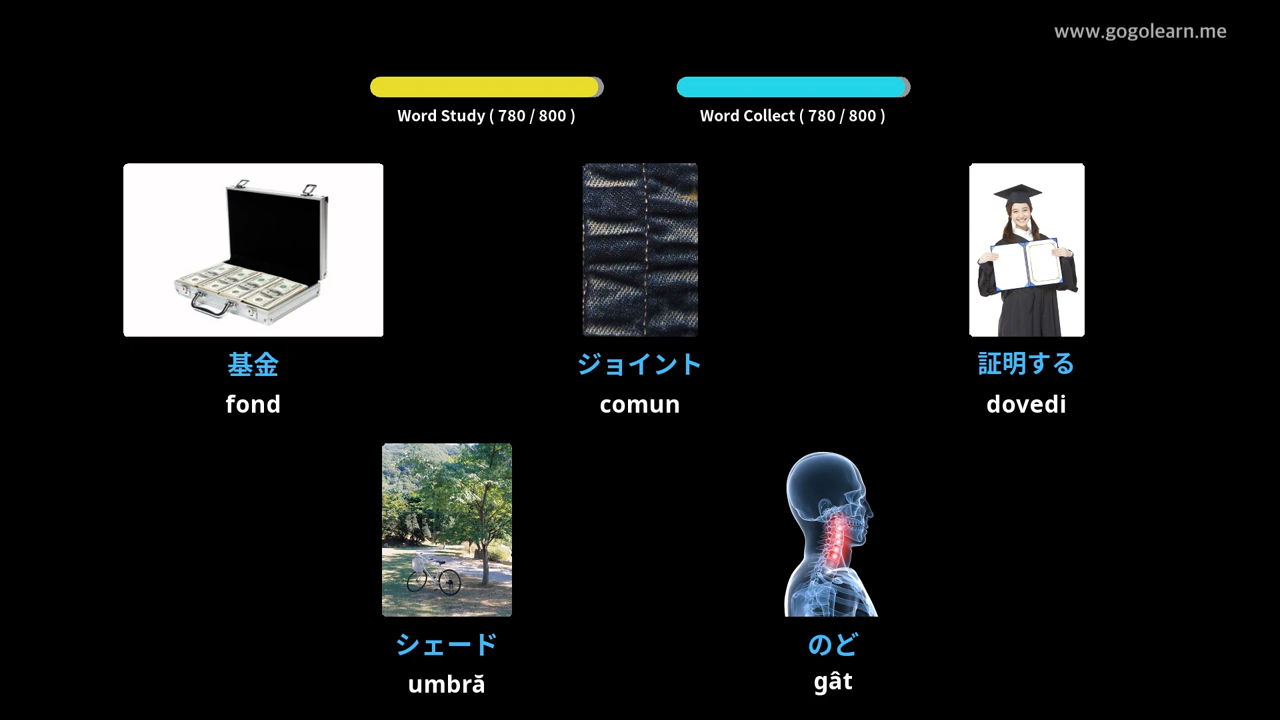 www.gogolearn.me
Word Study ( 780 / 800 )
Word Collect ( 780 / 800 )
基金
fond
ジョイント
comun
証明する
dovedi
シェード
umbră
のど
gât